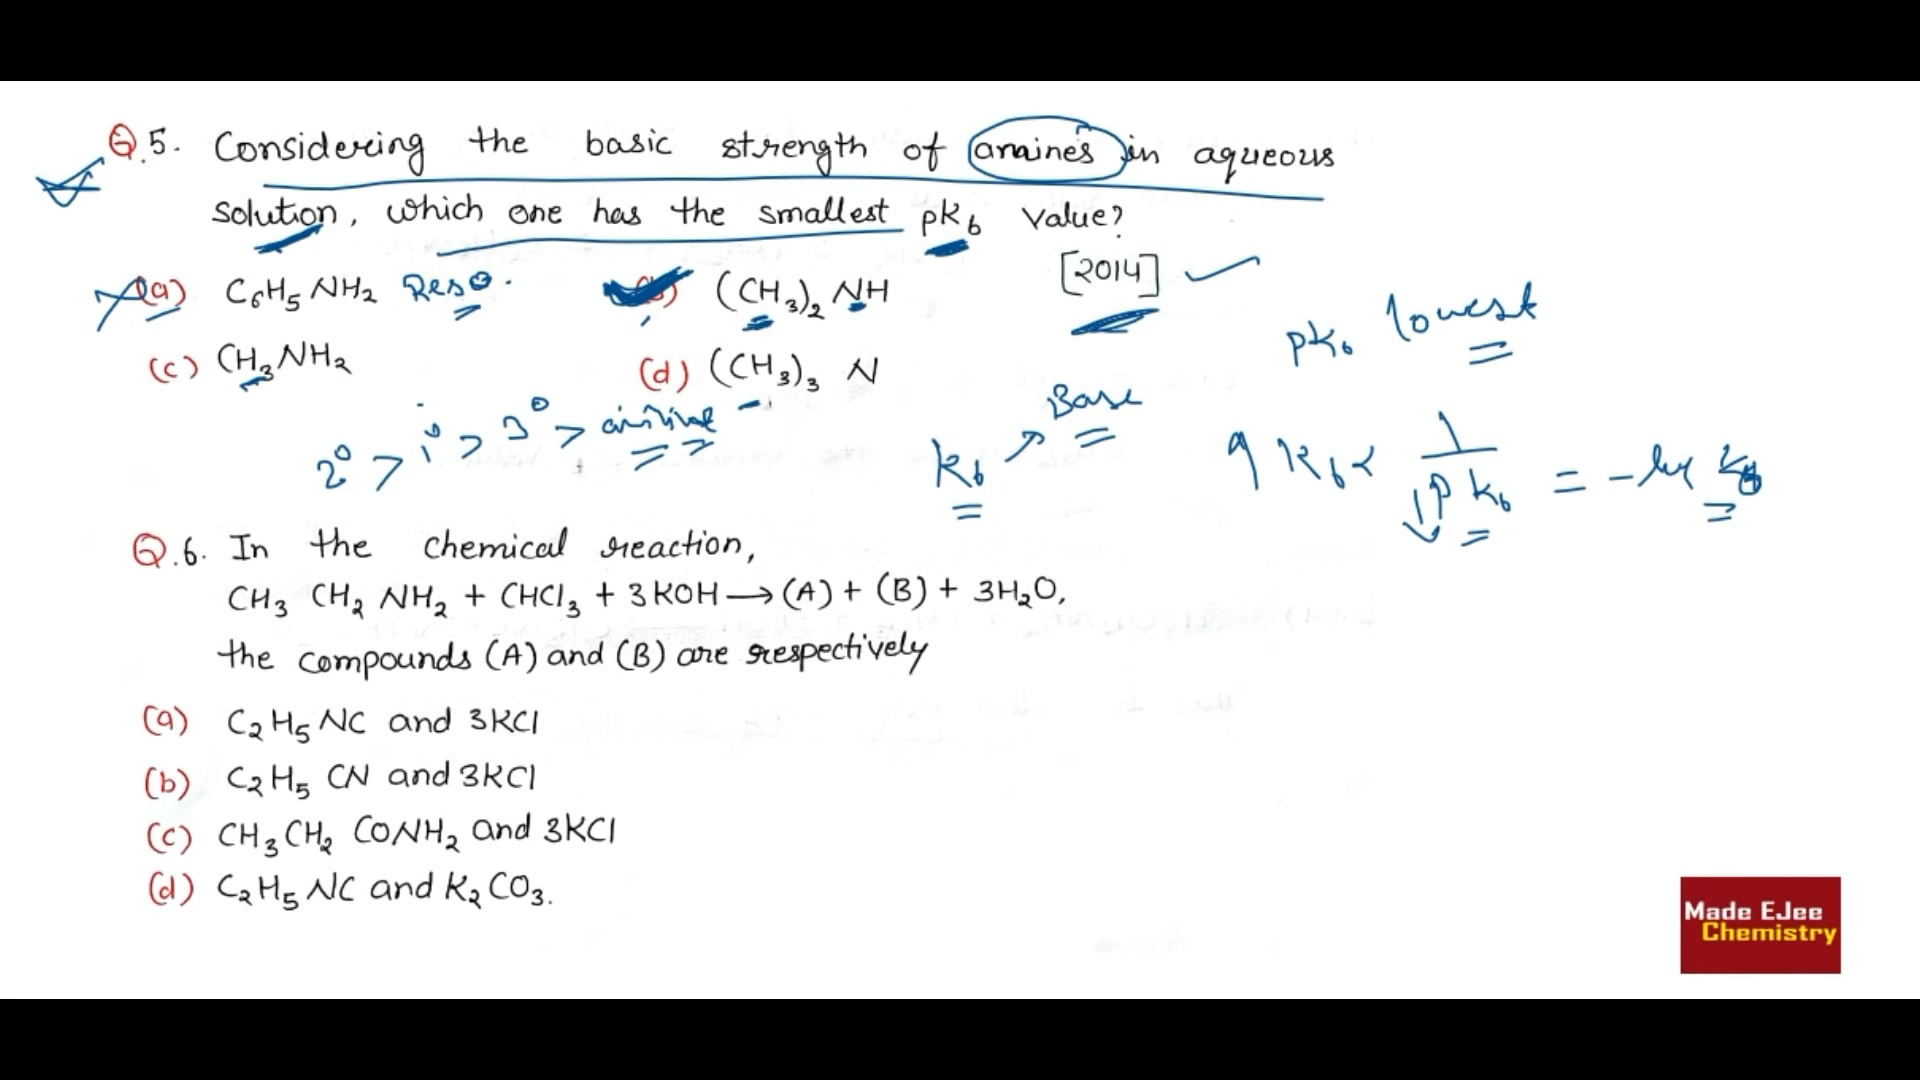 Q.5. Considering the basic strength of amines in aqueous
solution, which one has the smallest pKb value?
[2014]
(a) C6H5NH2 Reso.
(CH3)2 NH
(c) CH3NH2
(d) (CH3)3 N
pKb lowest
2° > 1° > 3° > aniline
Kb ↗ Base
↑ Kb ∝ 1/↓pKb = -log Kb
Q.6. In the chemical reaction,
CH3 CH2 NH2 + CHCl3 + 3KOH → (A) + (B) + 3H2O,
the compounds (A) and (B) are respectively
(a) C2H5NC and 3KCl
(b) C2H5 CN and 3KCl
(c) CH3CH2 CONH2 and 3KCl
(d) C2H5NC and K2CO3.
Made EJee
Chemistry